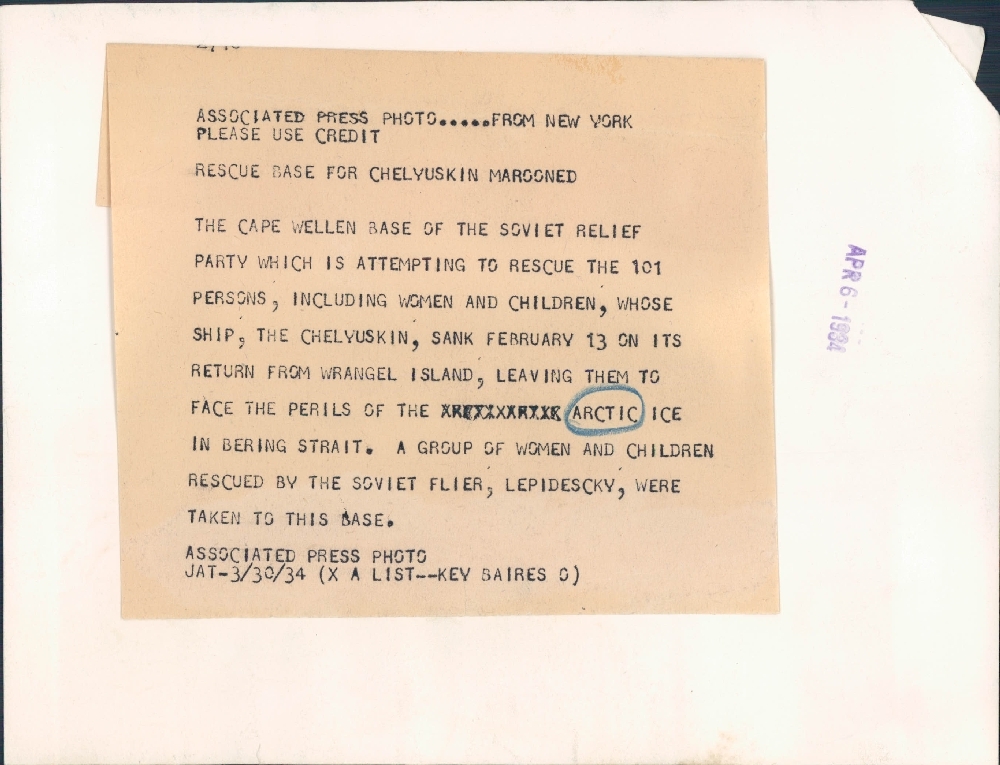 ASSOCIATED PRESS PHOTO.....FROM NEW YORK
PLEASE USE CREDIT
RESCUE BASE FOR CHELYUSKIN MAROONED
THE CAPE WELLEN BASE OF THE SOVIET RELIEF
PARTY WHICH IS ATTEMPTING TO RESCUE THE 101
PERSONS, INCLUDING WOMEN AND CHILDREN, WHOSE
SHIP, THE CHELYUSKIN, SANK FEBRUARY 13 ON ITS
RETURN FROM WRANGEL ISLAND, LEAVING THEM TO
FACE THE PERILS OF THE ARCTIC ICE
IN BERING STRAIT. A GROUP OF WOMEN AND CHILDREN
RESCUED BY THE SOVIET FLIER, LEPIDESCKY, WERE
TAKEN TO THIS BASE.
ASSOCIATED PRESS PHOTO
JAT-3/30/34 (X A LIST--KEY BAIRES O)
APR 6-1934